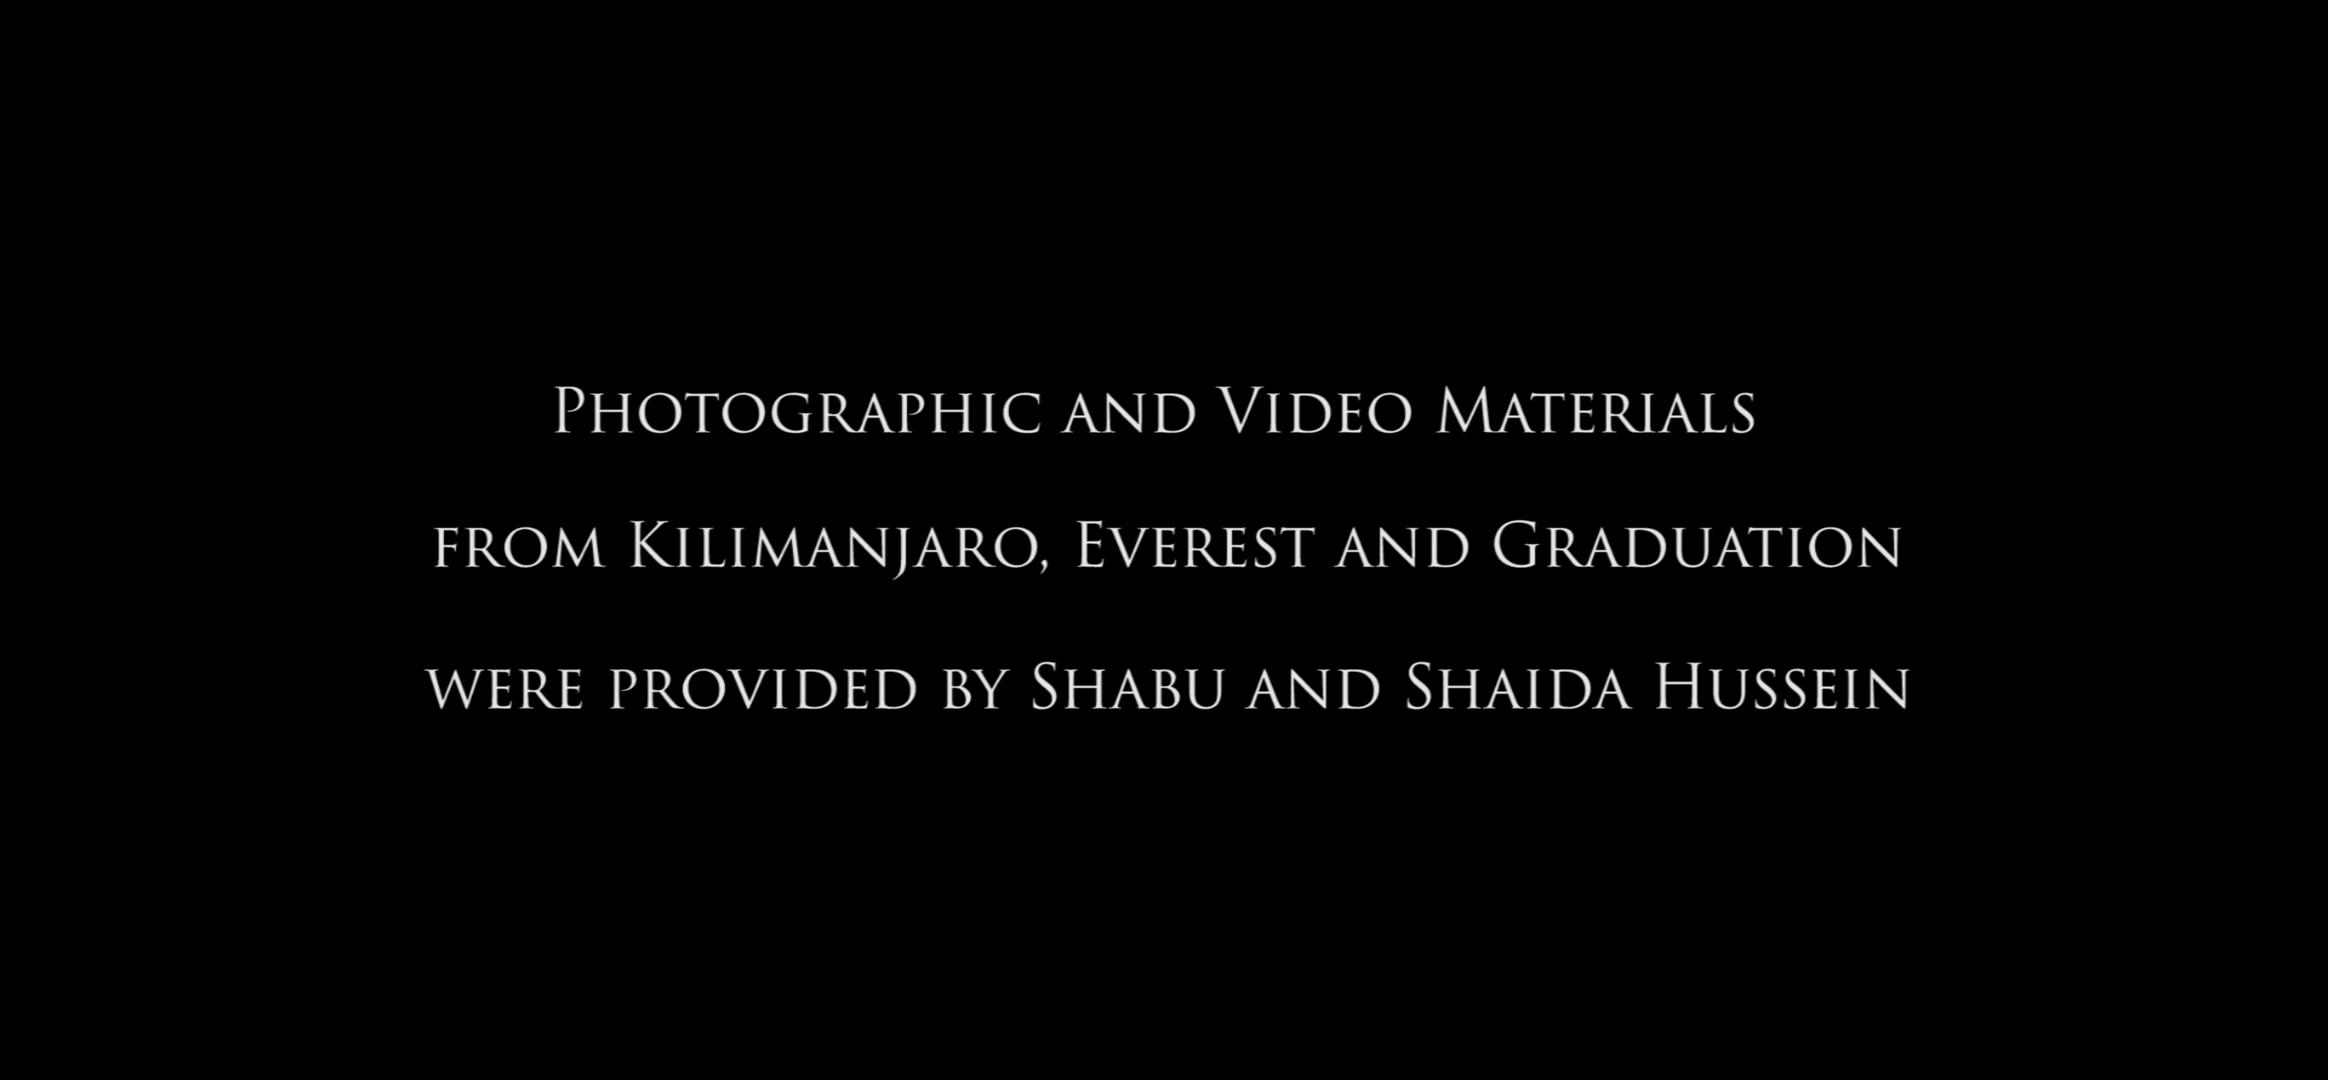 Photographic and Video Materials
from Kilimanjaro, Everest and Graduation
were provided by Shabu and Shaida Hussein